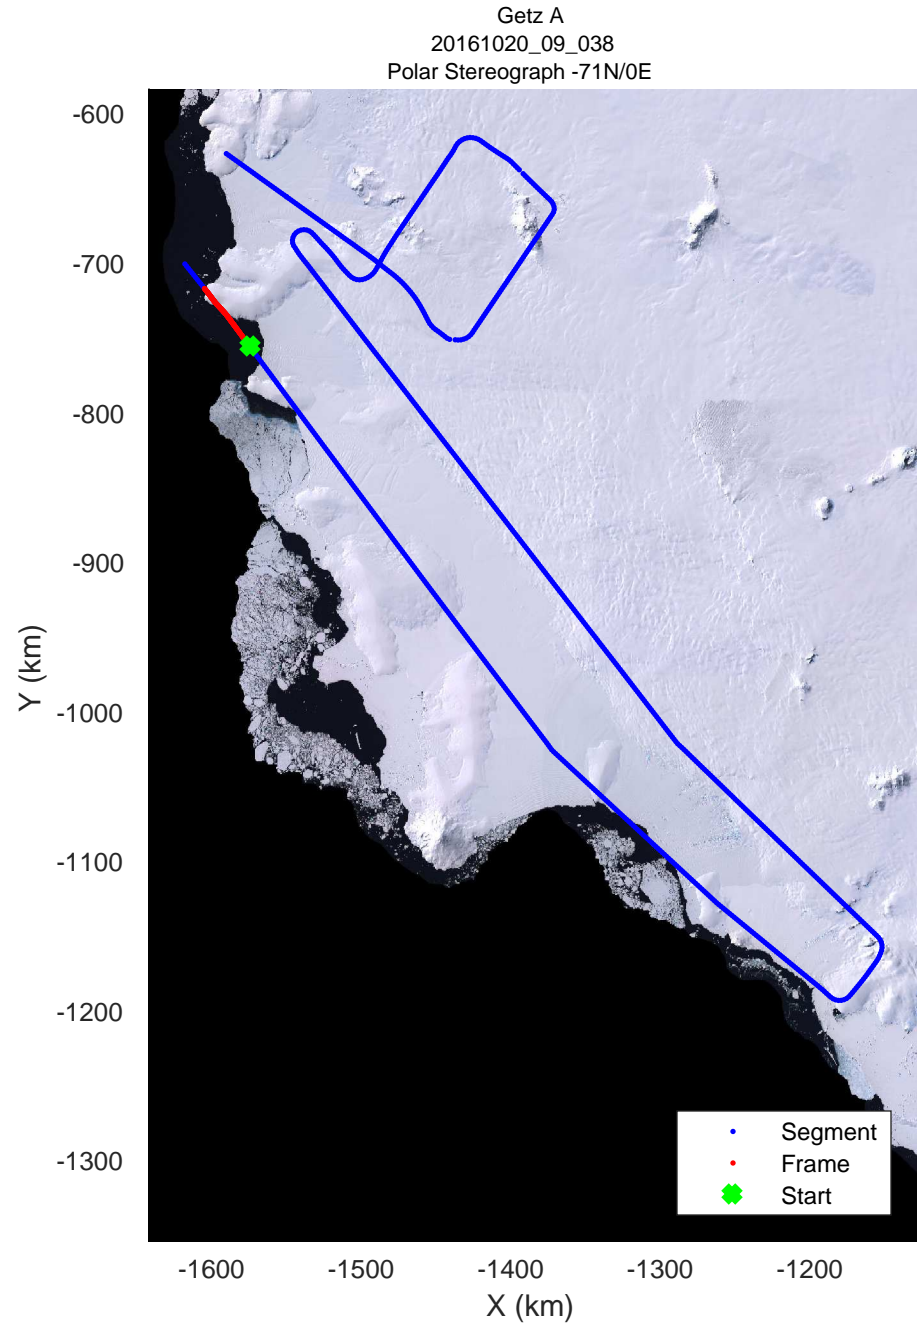 Getz A
20161020_09_038
Polar Stereograph -71N/0E
-600
-700
-800
-900
-1000
-1100
-1200
-1300
Y (km)
Segment
Frame
Start
-1600
-1500
-1400
-1300
-1200
X (km)